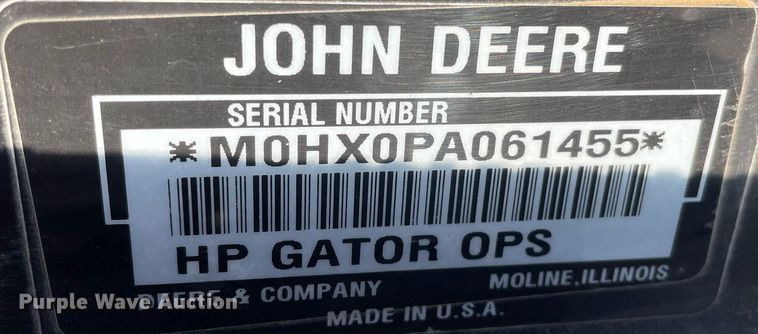 JOHN DEERE
SERIAL NUMBER
*M0HX0PA061455*
HP GATOR OPS
DEERE & COMPANY MOLINE, ILLINOIS
MADE IN U.S.A.
Purple Wave Auction